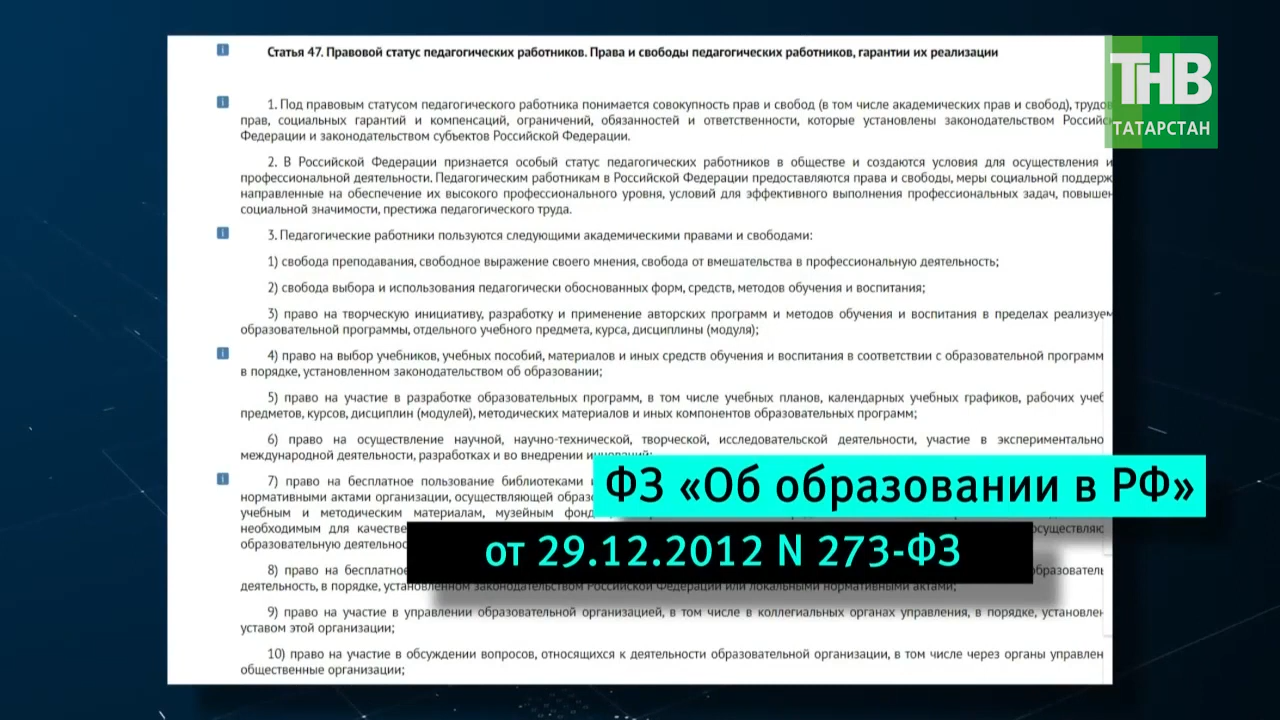 Статья 47. Правовой статус педагогических работников. Права и свободы педагогических работников, гарантии их реализации
ТНВ
ТАТАРСТАН
1. Под правовым статусом педагогического работника понимается совокупность прав и свобод (в том числе академических прав и свобод),
прав, социальных гарантий и компенсаций, ограничений, обязанностей и ответственности, которые установлены законодательством
Федерации и законодательством субъектов Российской Федерации.
2. В Российской Федерации признается особый статус педагогических работников в обществе и создаются условия для осуществления и
профессиональной деятельности. Педагогическим работникам в Российской Федерации предоставляются права и свободы, меры социальной
направленные на обеспечение их высокого профессионального уровня, условий для эффективного выполнения профессиональных задач,
социальной значимости, престижа педагогического труда.
3. Педагогические работники пользуются следующими академическими правами и свободами:
1) свобода преподавания, свободное выражение своего мнения, свобода от вмешательства в профессиональную деятельность;
2) свобода выбора и использования педагогически обоснованных форм, средств, методов обучения и воспитания;
3) право на творческую инициативу, разработку и применение авторских программ и методов обучения и воспитания в пределах
образовательной программы, отдельного учебного предмета, курса, дисциплины (модуля);
4) право на выбор учебников, учебных пособий, материалов и иных средств обучения и воспитания в соответствии с образовательной программ
в порядке, установленном законодательством об образовании;
5) право на участие в разработке образовательных программ, в том числе учебных планов, календарных учебных графиков, рабочих учеб
предметов, курсов, дисциплин (модулей), методических материалов и иных компонентов образовательных программ;
6) право на осуществление научной, научно-технической, творческой, исследовательской деятельности, участие в экспериментально
международной деятельности, разработках и во внедрении инноваций;
7) право на бесплатное пользование библиотеками
ФЗ «Об образовании в РФ»
нормативными актами организации, осуществляющей
учебным и методическим материалам, музейным
необходимым для
образовательную
от 29.12.2012 N 273-ФЗ
8) право на бесплатное
деятельность, в порядке, установленном законодательством Российской Федерации или локальными нормативными актами;
9) право на участие в управлении образовательной организацией, в том числе в коллегиальных органах управления, в порядке, установлен
уставом этой организации;
10) право на участие в обсуждении вопросов, относящихся к деятельности образовательной организации, в том числе через органы управлен
общественные организации;